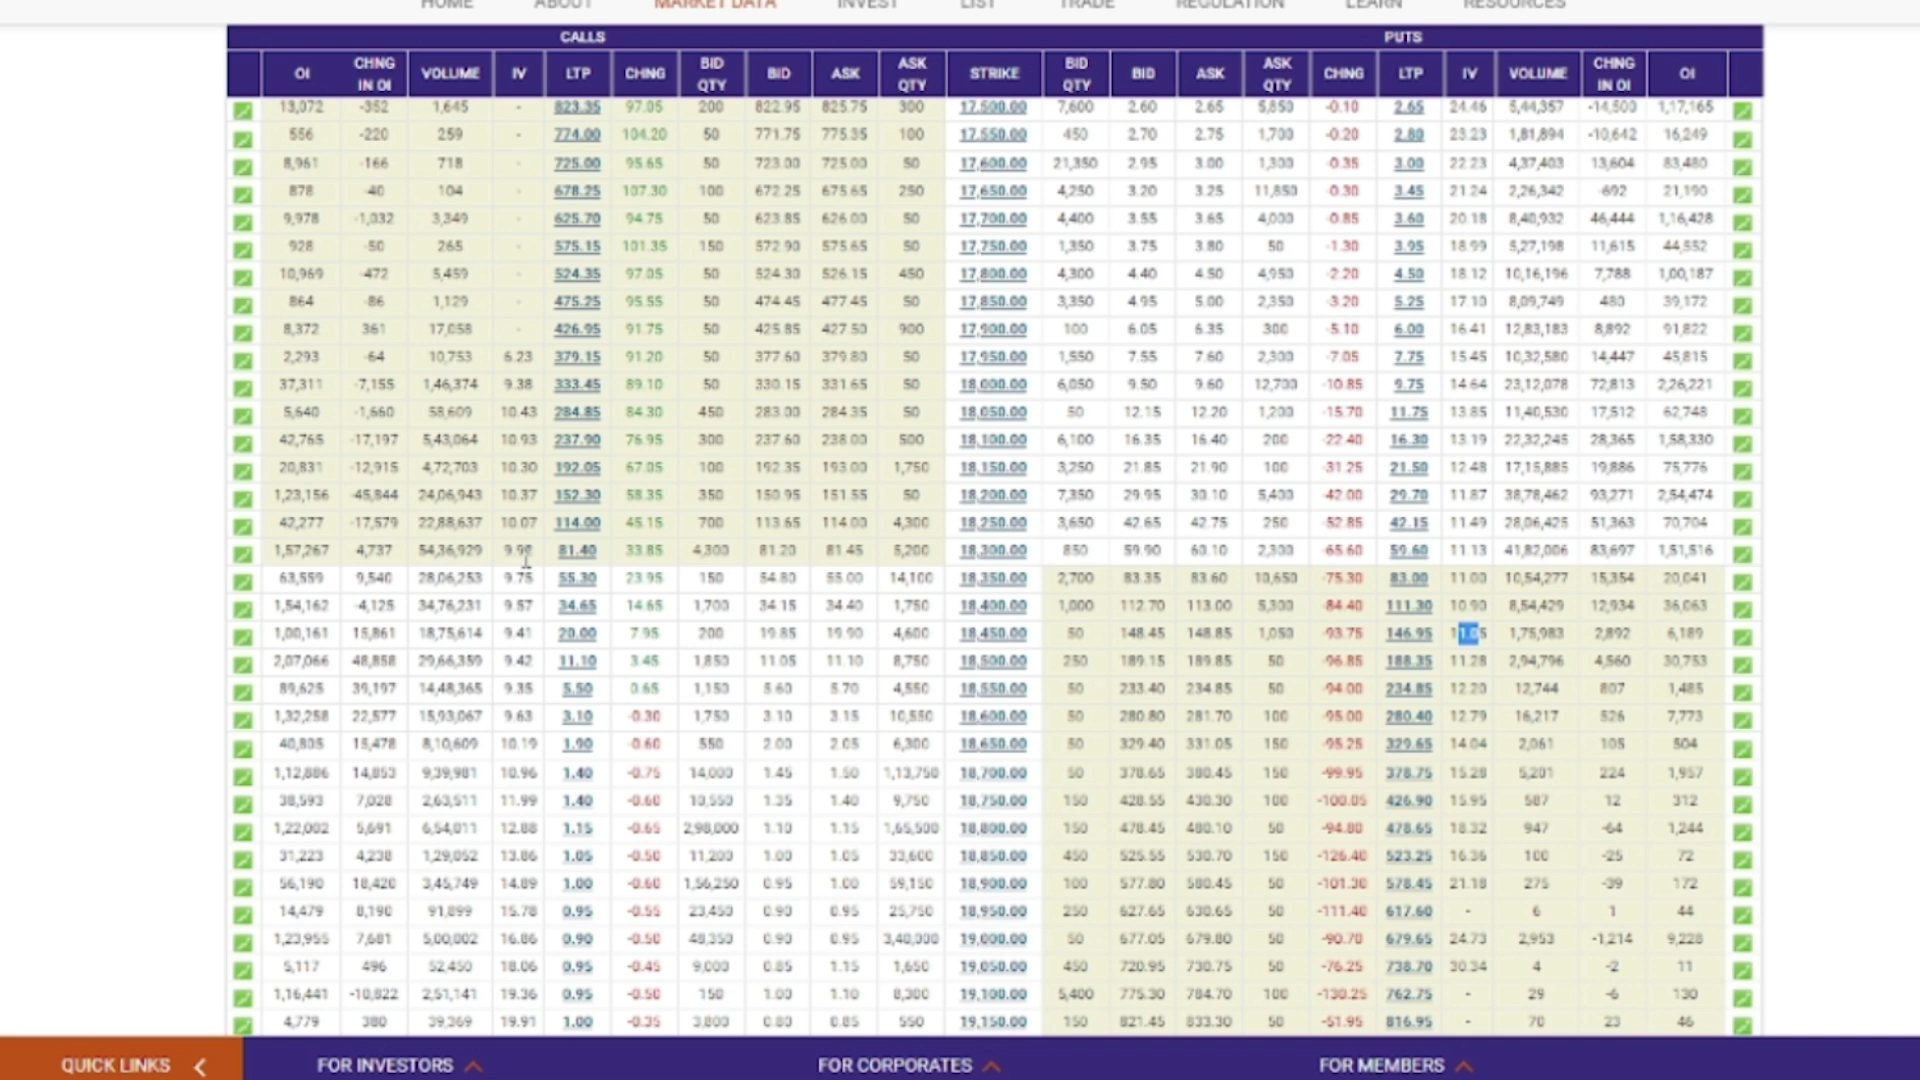 HOME ABOUT MARKET DATA INVEST LIST TRADE REGULATION LEARN RESOURCES
CALLS PUTS
OI CHNG IN OI VOLUME IV LTP CHNG BID QTY BID ASK ASK QTY STRIKE BID QTY BID ASK ASK QTY CHNG LTP IV VOLUME CHNG IN OI OI
13,072 -352 1,645 - 823.35 97.05 200 822.95 825.75 300 17,500.00 7,600 2.60 2.65 5,850 -0.10 2.65 24.46 5,44,357 -14,500 1,17,165
556 -220 259 - 774.00 104.20 50 771.75 775.35 100 17,550.00 450 2.70 2.75 1,700 -0.20 2.80 23.23 1,81,894 -10,642 16,249
8,961 -166 718 - 725.00 95.65 50 723.00 725.00 50 17,600.00 21,350 2.95 3.00 1,300 -0.35 3.00 22.23 4,37,403 13,604 83,480
878 -40 104 - 678.25 107.30 100 672.25 675.65 250 17,650.00 4,250 3.20 3.25 11,850 -0.30 3.45 21.24 2,26,342 -692 21,190
9,978 -1,032 3,349 - 625.70 94.75 50 623.85 626.00 50 17,700.00 4,400 3.55 3.65 4,000 -0.85 3.60 20.18 8,40,932 46,444 1,16,428
928 -50 265 - 575.15 101.35 150 572.90 575.65 50 17,750.00 1,350 3.75 3.80 50 -1.30 3.95 18.99 5,27,198 11,615 44,552
10,969 -472 5,459 - 524.35 97.05 50 524.30 526.15 450 17,800.00 4,300 4.40 4.50 4,950 -2.20 4.50 18.12 10,16,196 7,788 1,00,187
864 -86 1,129 - 475.25 95.55 50 474.45 477.45 50 17,850.00 3,350 4.95 5.00 2,350 -3.20 5.25 17.10 8,09,749 480 39,172
8,372 361 17,058 - 426.95 91.75 50 425.85 427.50 900 17,900.00 100 6.05 6.35 300 -5.10 6.00 16.41 12,83,183 8,892 91,822
2,293 -64 10,753 6.23 379.15 91.20 50 377.60 379.80 50 17,950.00 1,550 7.55 7.60 2,300 -7.05 7.75 15.45 10,32,580 14,447 45,815
37,311 -7,155 1,46,374 9.38 333.45 89.10 50 330.15 331.65 50 18,000.00 6,050 9.50 9.60 12,700 -10.85 9.75 14.64 23,12,078 72,813 2,26,221
5,640 -1,660 58,609 10.43 284.85 84.30 450 283.00 284.35 50 18,050.00 50 12.15 12.20 1,200 -15.70 11.75 13.85 11,40,530 17,512 62,748
42,765 -17,197 5,43,064 10.93 237.90 76.95 300 237.60 238.00 500 18,100.00 6,100 16.35 16.40 200 -22.40 16.30 13.19 22,32,245 28,365 1,58,330
20,831 -12,915 4,72,703 10.30 192.05 67.05 100 192.35 193.00 1,750 18,150.00 3,250 21.85 21.90 100 -31.25 21.50 12.48 17,15,885 19,886 75,776
1,23,156 -45,844 24,06,943 10.37 152.30 58.35 350 150.95 151.55 50 18,200.00 7,350 29.95 30.10 5,400 -42.00 29.70 11.87 38,78,462 93,271 2,54,474
42,277 -17,579 22,88,637 10.07 114.00 45.15 700 113.65 114.00 4,300 18,250.00 3,650 42.65 42.75 250 -52.85 42.15 11.49 28,06,425 51,363 70,704
1,57,267 4,737 54,36,929 81.40 33.85 4,300 81.20 81.45 5,200 18,300.00 850 59.90 60.10 2,300 -65.60 59.60 11.13 41,82,006 83,697 1,51,516
63,559 9,540 28,06,253 9.75 55.30 23.95 150 54.80 55.00 14,100 18,350.00 2,700 83.35 83.60 10,650 -75.30 83.00 11.00 10,54,277 15,354 20,041
1,54,162 -4,125 34,76,231 9.57 34.65 14.65 1,700 34.15 34.40 1,750 18,400.00 1,000 112.70 113.00 5,300 -84.40 111.30 10.90 8,54,429 12,934 36,063
1,00,161 15,861 18,75,614 9.41 20.00 7.95 200 19.85 19.90 4,600 18,450.00 50 148.45 148.85 1,050 -93.75 146.95 11.05 1,75,983 2,892 6,189
2,07,066 48,858 29,66,359 9.42 11.10 3.45 1,850 11.05 11.10 8,750 18,500.00 250 189.15 189.85 50 -96.85 188.35 11.28 2,94,796 4,560 30,753
89,625 39,197 14,48,365 9.35 5.50 0.65 1,150 5.60 5.70 4,550 18,550.00 50 233.40 234.85 50 -94.00 234.85 12.20 12,744 807 1,485
1,32,258 22,577 15,93,067 9.63 3.10 -0.30 1,750 3.10 3.15 10,550 18,600.00 50 280.80 281.70 100 -95.00 280.40 12.79 16,217 526 7,773
40,805 15,478 8,10,609 10.19 1.90 -0.60 550 2.00 2.05 6,300 18,650.00 50 329.40 331.05 150 -95.25 329.65 14.04 2,061 105 504
1,12,886 14,853 9,39,981 10.96 1.40 -0.75 14,000 1.45 1.50 1,13,750 18,700.00 50 378.65 380.45 150 -99.95 378.75 15.28 5,201 224 1,957
38,593 7,028 2,63,511 11.99 1.40 -0.60 10,550 1.35 1.40 9,750 18,750.00 150 428.55 430.30 100 -100.05 426.90 15.95 587 12 312
1,22,002 5,691 6,54,011 12.88 1.15 -0.65 2,98,000 1.10 1.15 1,65,500 18,800.00 150 478.45 480.10 50 -94.80 478.65 18.32 947 -64 1,244
31,223 4,238 1,29,052 13.86 1.05 -0.50 11,200 1.00 1.05 33,600 18,850.00 450 525.55 530.70 150 -126.40 523.25 16.36 100 -25 72
56,190 18,420 3,45,749 14.89 1.00 -0.60 1,56,250 0.95 1.00 59,150 18,900.00 100 577.80 580.45 50 -101.30 578.45 21.18 275 -39 172
14,479 8,190 91,899 15.78 0.95 -0.55 23,450 0.90 0.95 25,750 18,950.00 250 627.65 630.65 50 -111.40 617.60 - 6 1 44
1,23,955 7,681 5,00,002 16.86 0.90 -0.50 48,350 0.90 0.95 3,40,000 19,000.00 50 677.05 679.80 50 -90.70 679.65 24.73 2,953 -1,214 9,228
5,117 496 52,450 18.06 0.95 -0.45 9,000 0.85 1.15 1,650 19,050.00 450 720.95 730.75 50 -76.25 738.70 30.34 4 -2 11
1,16,441 -10,822 2,51,141 19.36 0.95 -0.50 150 1.00 1.10 8,300 19,100.00 5,400 775.30 784.70 100 -130.25 762.75 - 29 -6 130
4,779 380 39,369 19.91 1.00 -0.35 3,800 0.80 0.85 550 19,150.00 150 821.45 833.30 50 -51.95 816.95 - 70 23 46
QUICK LINKS FOR INVESTORS FOR CORPORATES FOR MEMBERS